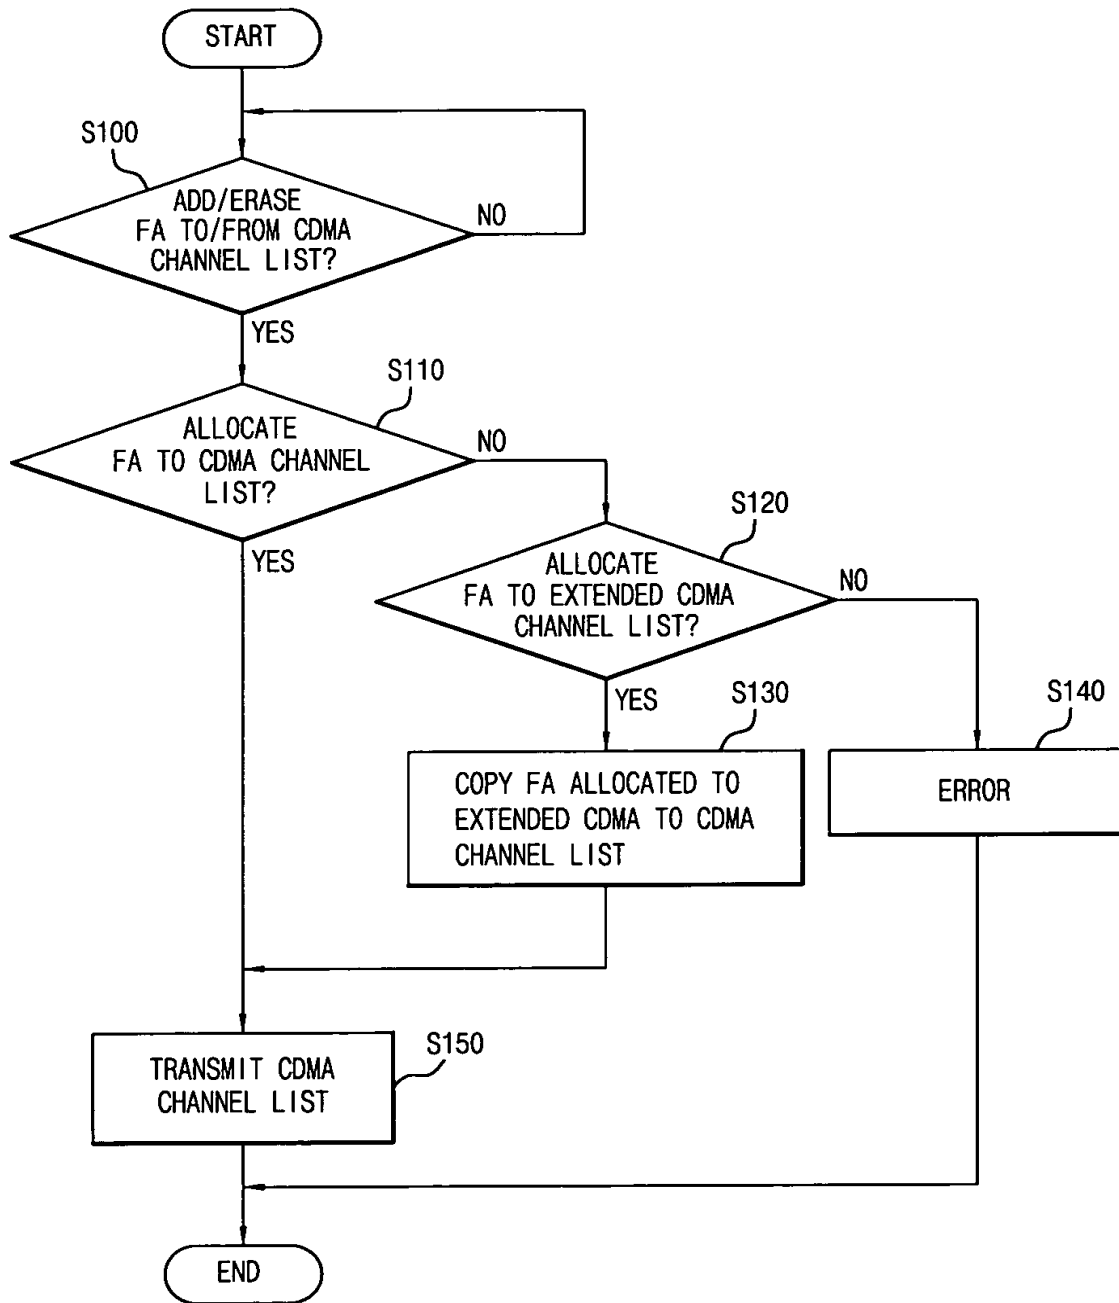 START
S100
ADD/ERASE
FA TO/FROM CDMA
CHANNEL LIST?
NO
YES
S110
ALLOCATE
FA TO CDMA CHANNEL
LIST?
NO
YES
S120
ALLOCATE
FA TO EXTENDED CDMA
CHANNEL LIST?
NO
YES
S130
COPY FA ALLOCATED TO
EXTENDED CDMA TO CDMA
CHANNEL LIST
S140
ERROR
S150
TRANSMIT CDMA
CHANNEL LIST
END